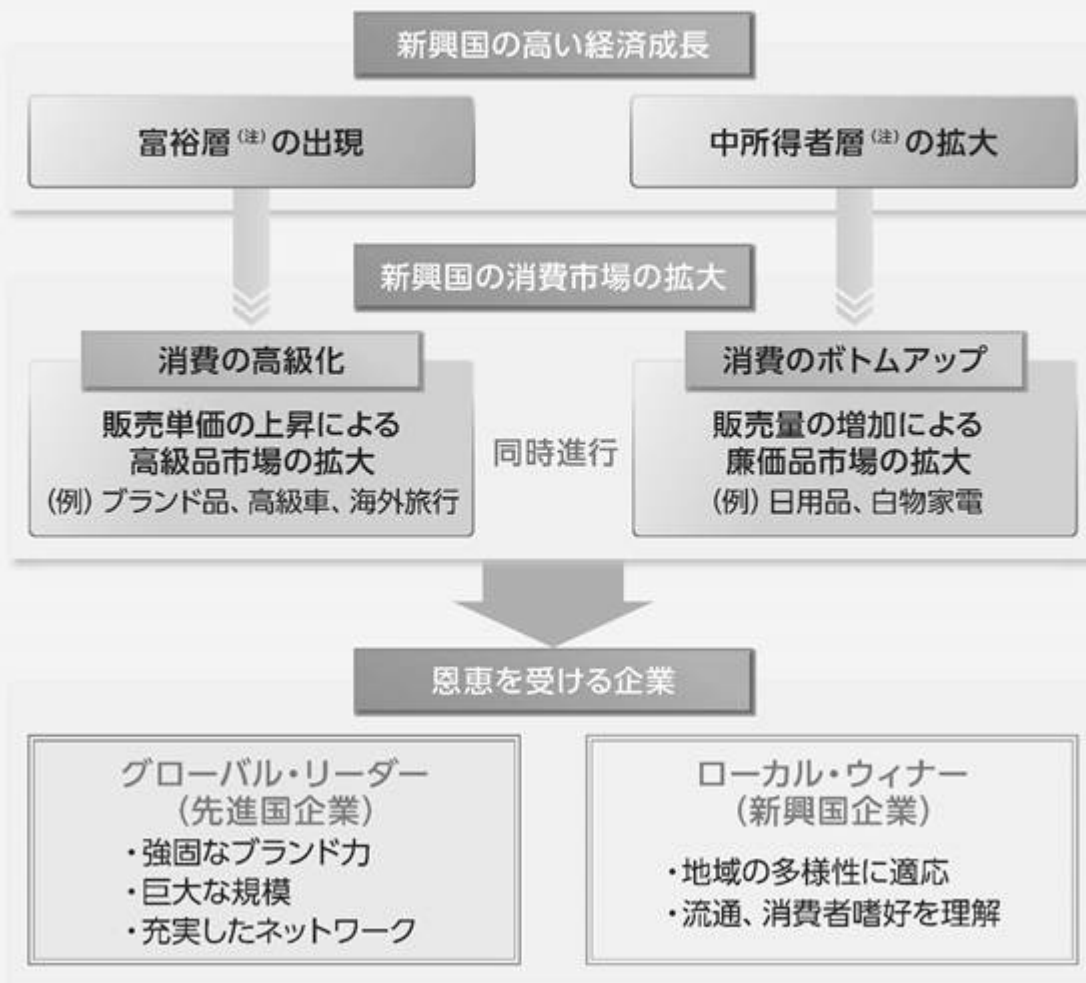 新興国の高い経済成長
富裕層(注)の出現
中所得者層(注)の拡大
新興国の消費市場の拡大
消費の高級化
販売単価の上昇による
高級品市場の拡大
(例)ブランド品、高級車、海外旅行
同時進行
消費のボトムアップ
販売量の増加による
廉価品市場の拡大
(例)日用品、白物家電
恩恵を受ける企業
グローバル・リーダー
(先進国企業)
・強固なブランド力
・巨大な規模
・充実したネットワーク
ローカル・ウィナー
(新興国企業)
・地域の多様性に適応
・流通、消費者嗜好を理解